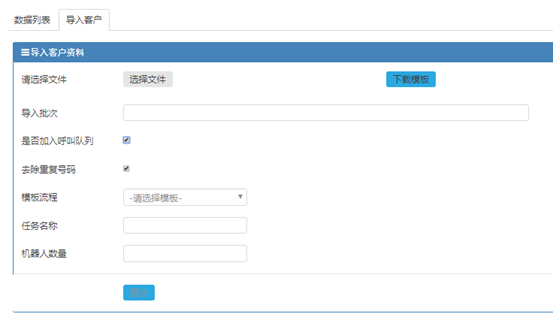 数据列表 导入客户
导入客户资料
请选择文件 选择文件 下载模板
导入批次
是否加入呼叫队列
去除重复号码
模板流程 -请选择模板-
任务名称
机器人数量